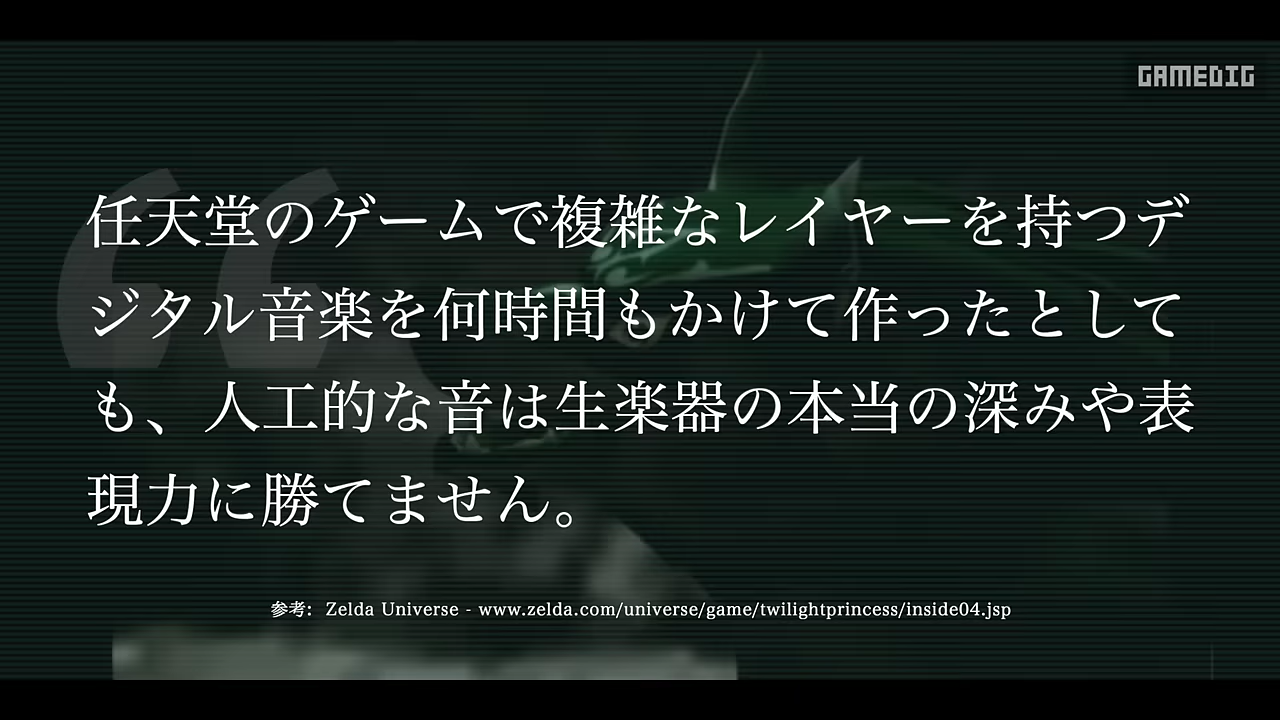 GAMEDIG
任天堂のゲームで複雑なレイヤーを持つデ
ジタル音楽を何時間もかけて作ったとして
も、人工的な音は生楽器の本当の深みや表
現力に勝てません。
参考: Zelda Universe - www.zelda.com/universe/game/twilightprincess/inside04.jsp